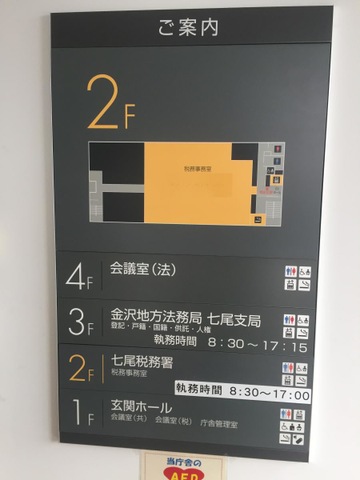 ご案内
2F
税務事務室
4F 会議室（法）
3F 金沢地方法務局 七尾支局
登記・戸籍・国籍・供託・人権
執務時間 8：30～17：15
2F 七尾税務署
税務事務室
執務時間 8：30～17：00
1F 玄関ホール
会議室（共） 会議室（税） 庁舎管理室
当庁舎の
AED